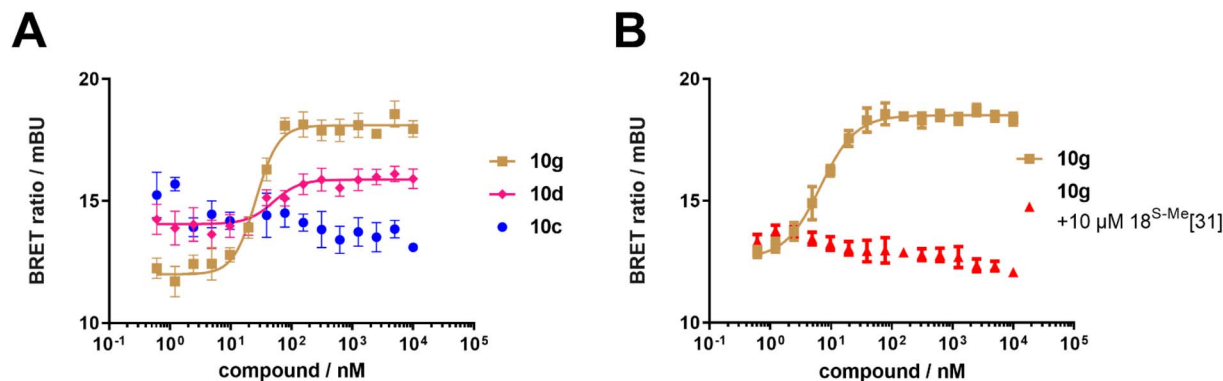 A
BRET ratio / mBU
20
15
10
10⁻¹ 10⁰ 10¹ 10² 10³ 10⁴ 10⁵
compound / nM
10g
10d
10c
B
BRET ratio / mBU
20
15
10
10⁻¹ 10⁰ 10¹ 10² 10³ 10⁴ 10⁵
compound / nM
10g
10g
+10 µM 18ˢ⁻ᴹᵉ[31]